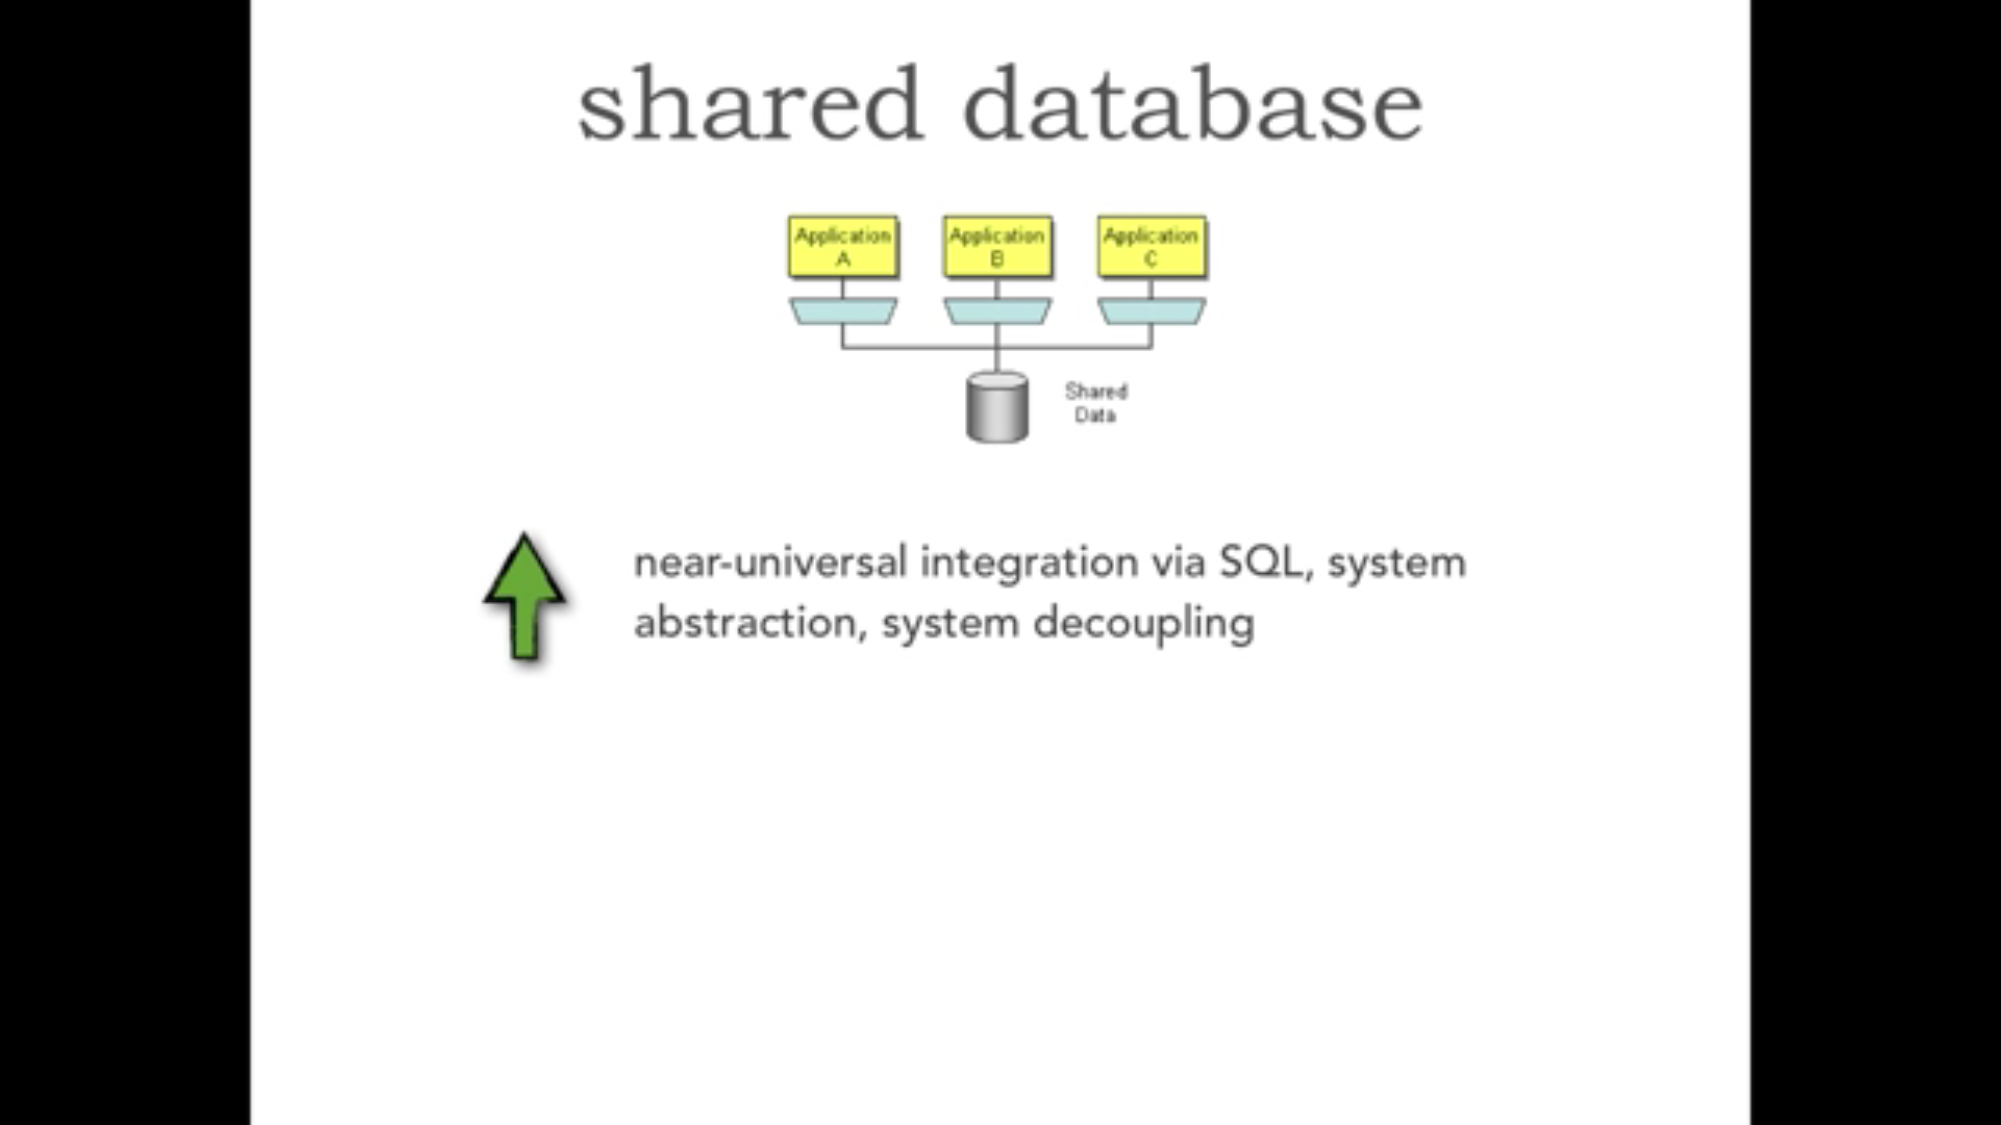 shared database
Application
A
Application
B
Application
C
Shared
Data
near-universal integration via SQL, system
abstraction, system decoupling